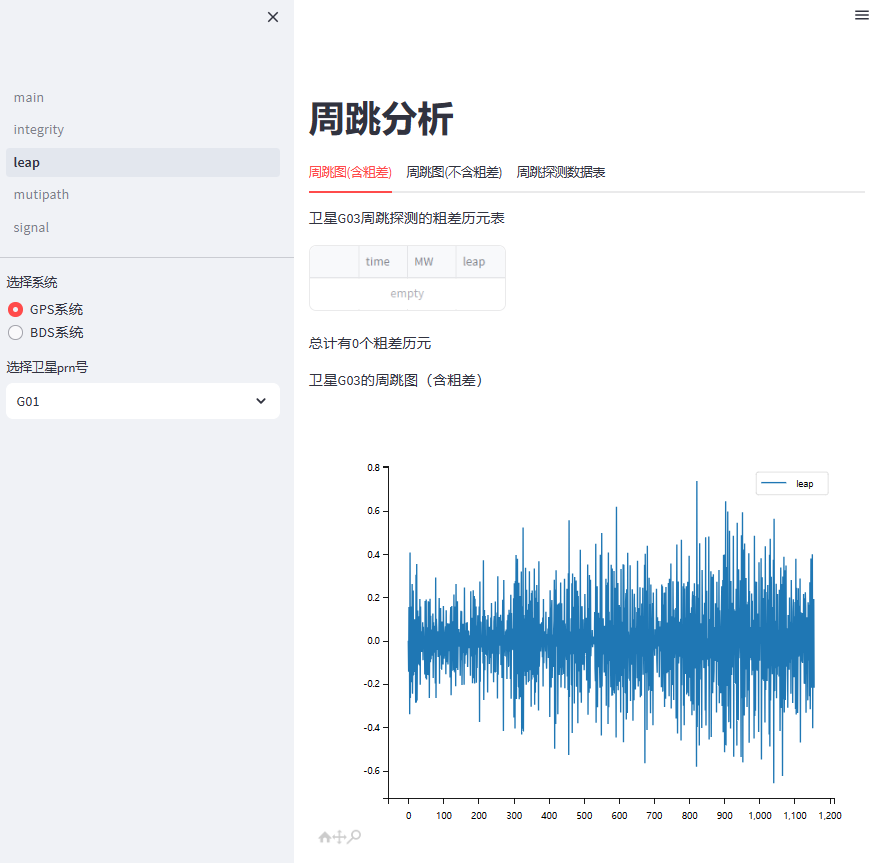 main
integrity
leap
mutipath
signal
选择系统
GPS系统
BDS系统
选择卫星prn号
G01
周跳分析
周跳图(含粗差) 周跳图(不含粗差) 周跳探测数据表
卫星G03周跳探测的粗差历元表
time MW leap
empty
总计有0个粗差历元
卫星G03的周跳图（含粗差）
leap
0.8
0.6
0.4
0.2
0.0
-0.2
-0.4
-0.6
0 100 200 300 400 500 600 700 800 900 1,000 1,100 1,200